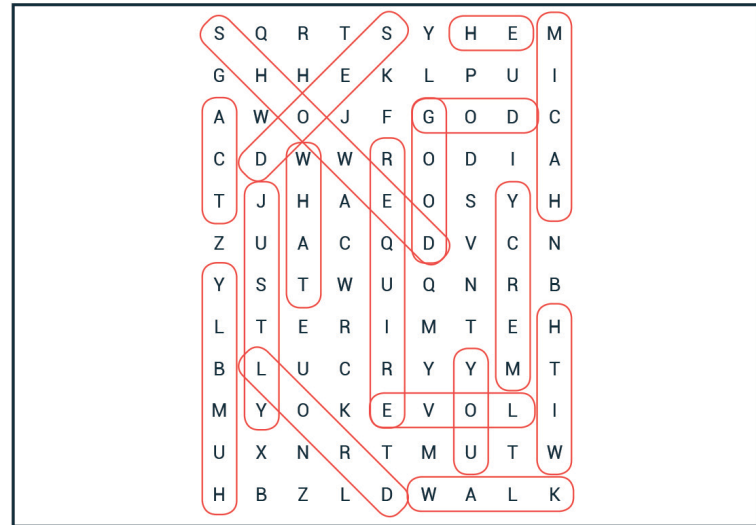 S Q R T S Y H E M
G H H E K L P U I
A W O J F G O D C
C D W W R O D I A
T J H A E O S Y H
Z U A C Q D V C N
Y S T W U Q N R B
L T E R I M T E H
B L U C R Y Y M T
M Y O K E V O L I
U X N R T M U T W
H B Z L D W A L K